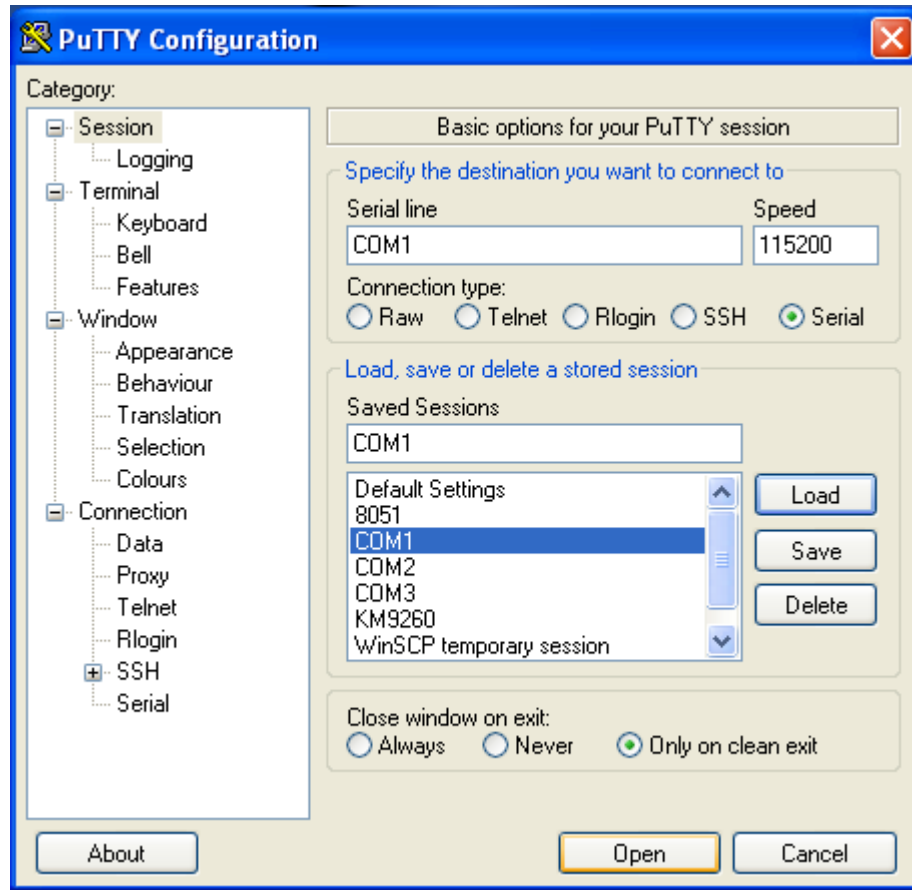 PuTTY Configuration
Category:
Session
Logging
Terminal
Keyboard
Bell
Features
Window
Appearance
Behaviour
Translation
Selection
Colours
Connection
Data
Proxy
Telnet
Rlogin
SSH
Serial
Basic options for your PuTTY session
Specify the destination you want to connect to
Serial line Speed
COM1 115200
Connection type:
Raw Telnet Rlogin SSH Serial
Load, save or delete a stored session
Saved Sessions
COM1
Default Settings
8051
COM1
COM2
COM3
KM9260
WinSCP temporary session
Load
Save
Delete
Close window on exit:
Always Never Only on clean exit
About Open Cancel